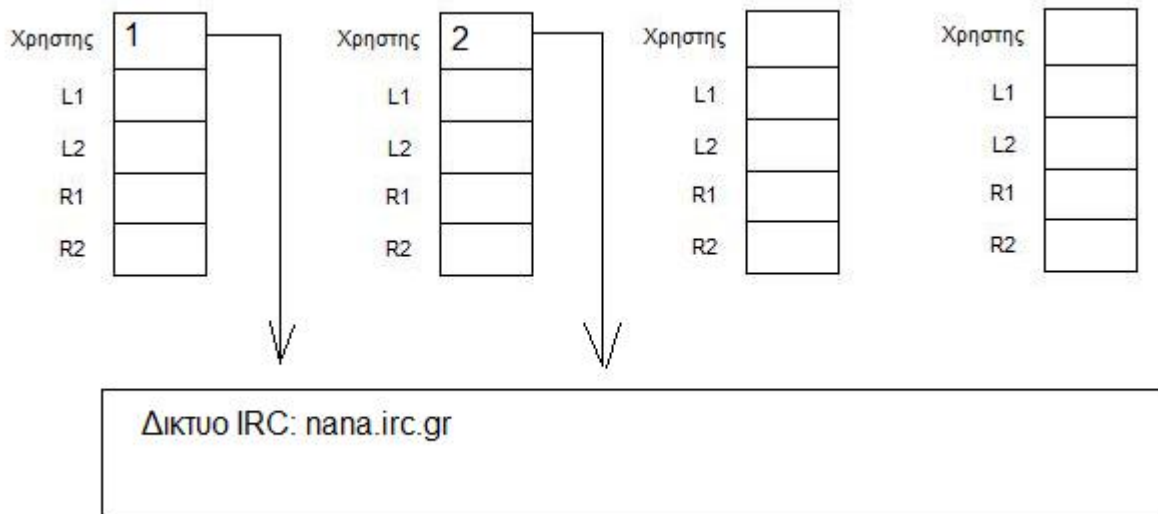 Χρηστης 1 Χρηστης 2 Χρηστης Χρηστης
L1 L1 L1 L1
L2 L2 L2 L2
R1 R1 R1 R1
R2 R2 R2 R2
Δικτυο IRC: nana.irc.gr